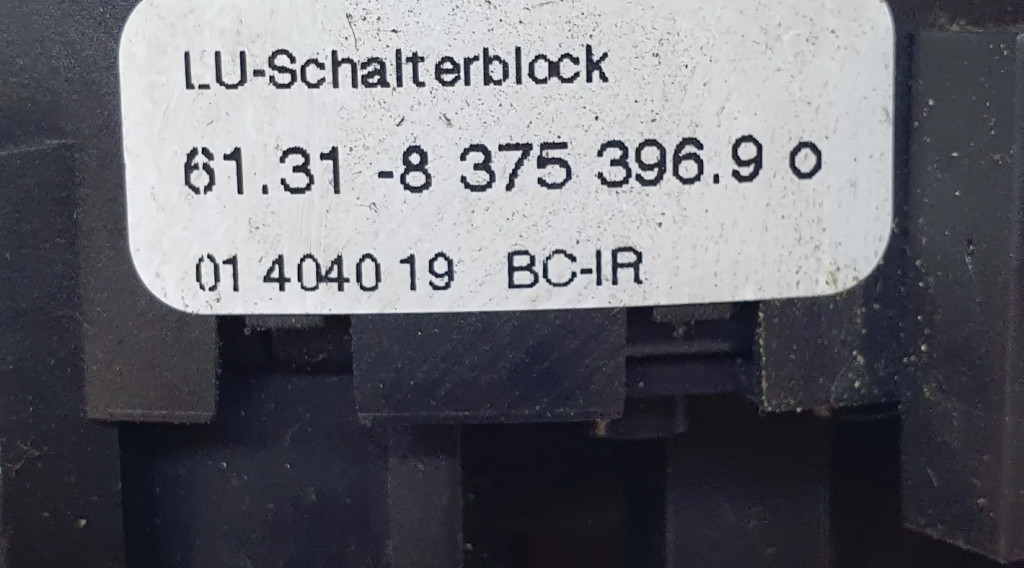 LU-Schalterblock
61.31 -8 375 396.9 o
01 4040 19 BC-IR